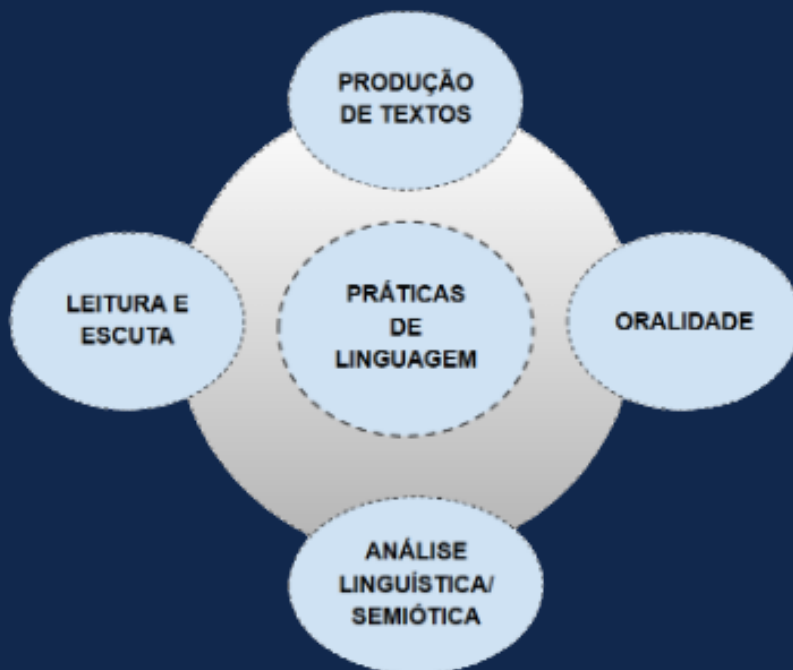 PRODUÇÃO
DE TEXTOS
LEITURA E
ESCUTA
PRÁTICAS
DE
LINGUAGEM
ORALIDADE
ANÁLISE
LINGUÍSTICA/
SEMIÓTICA